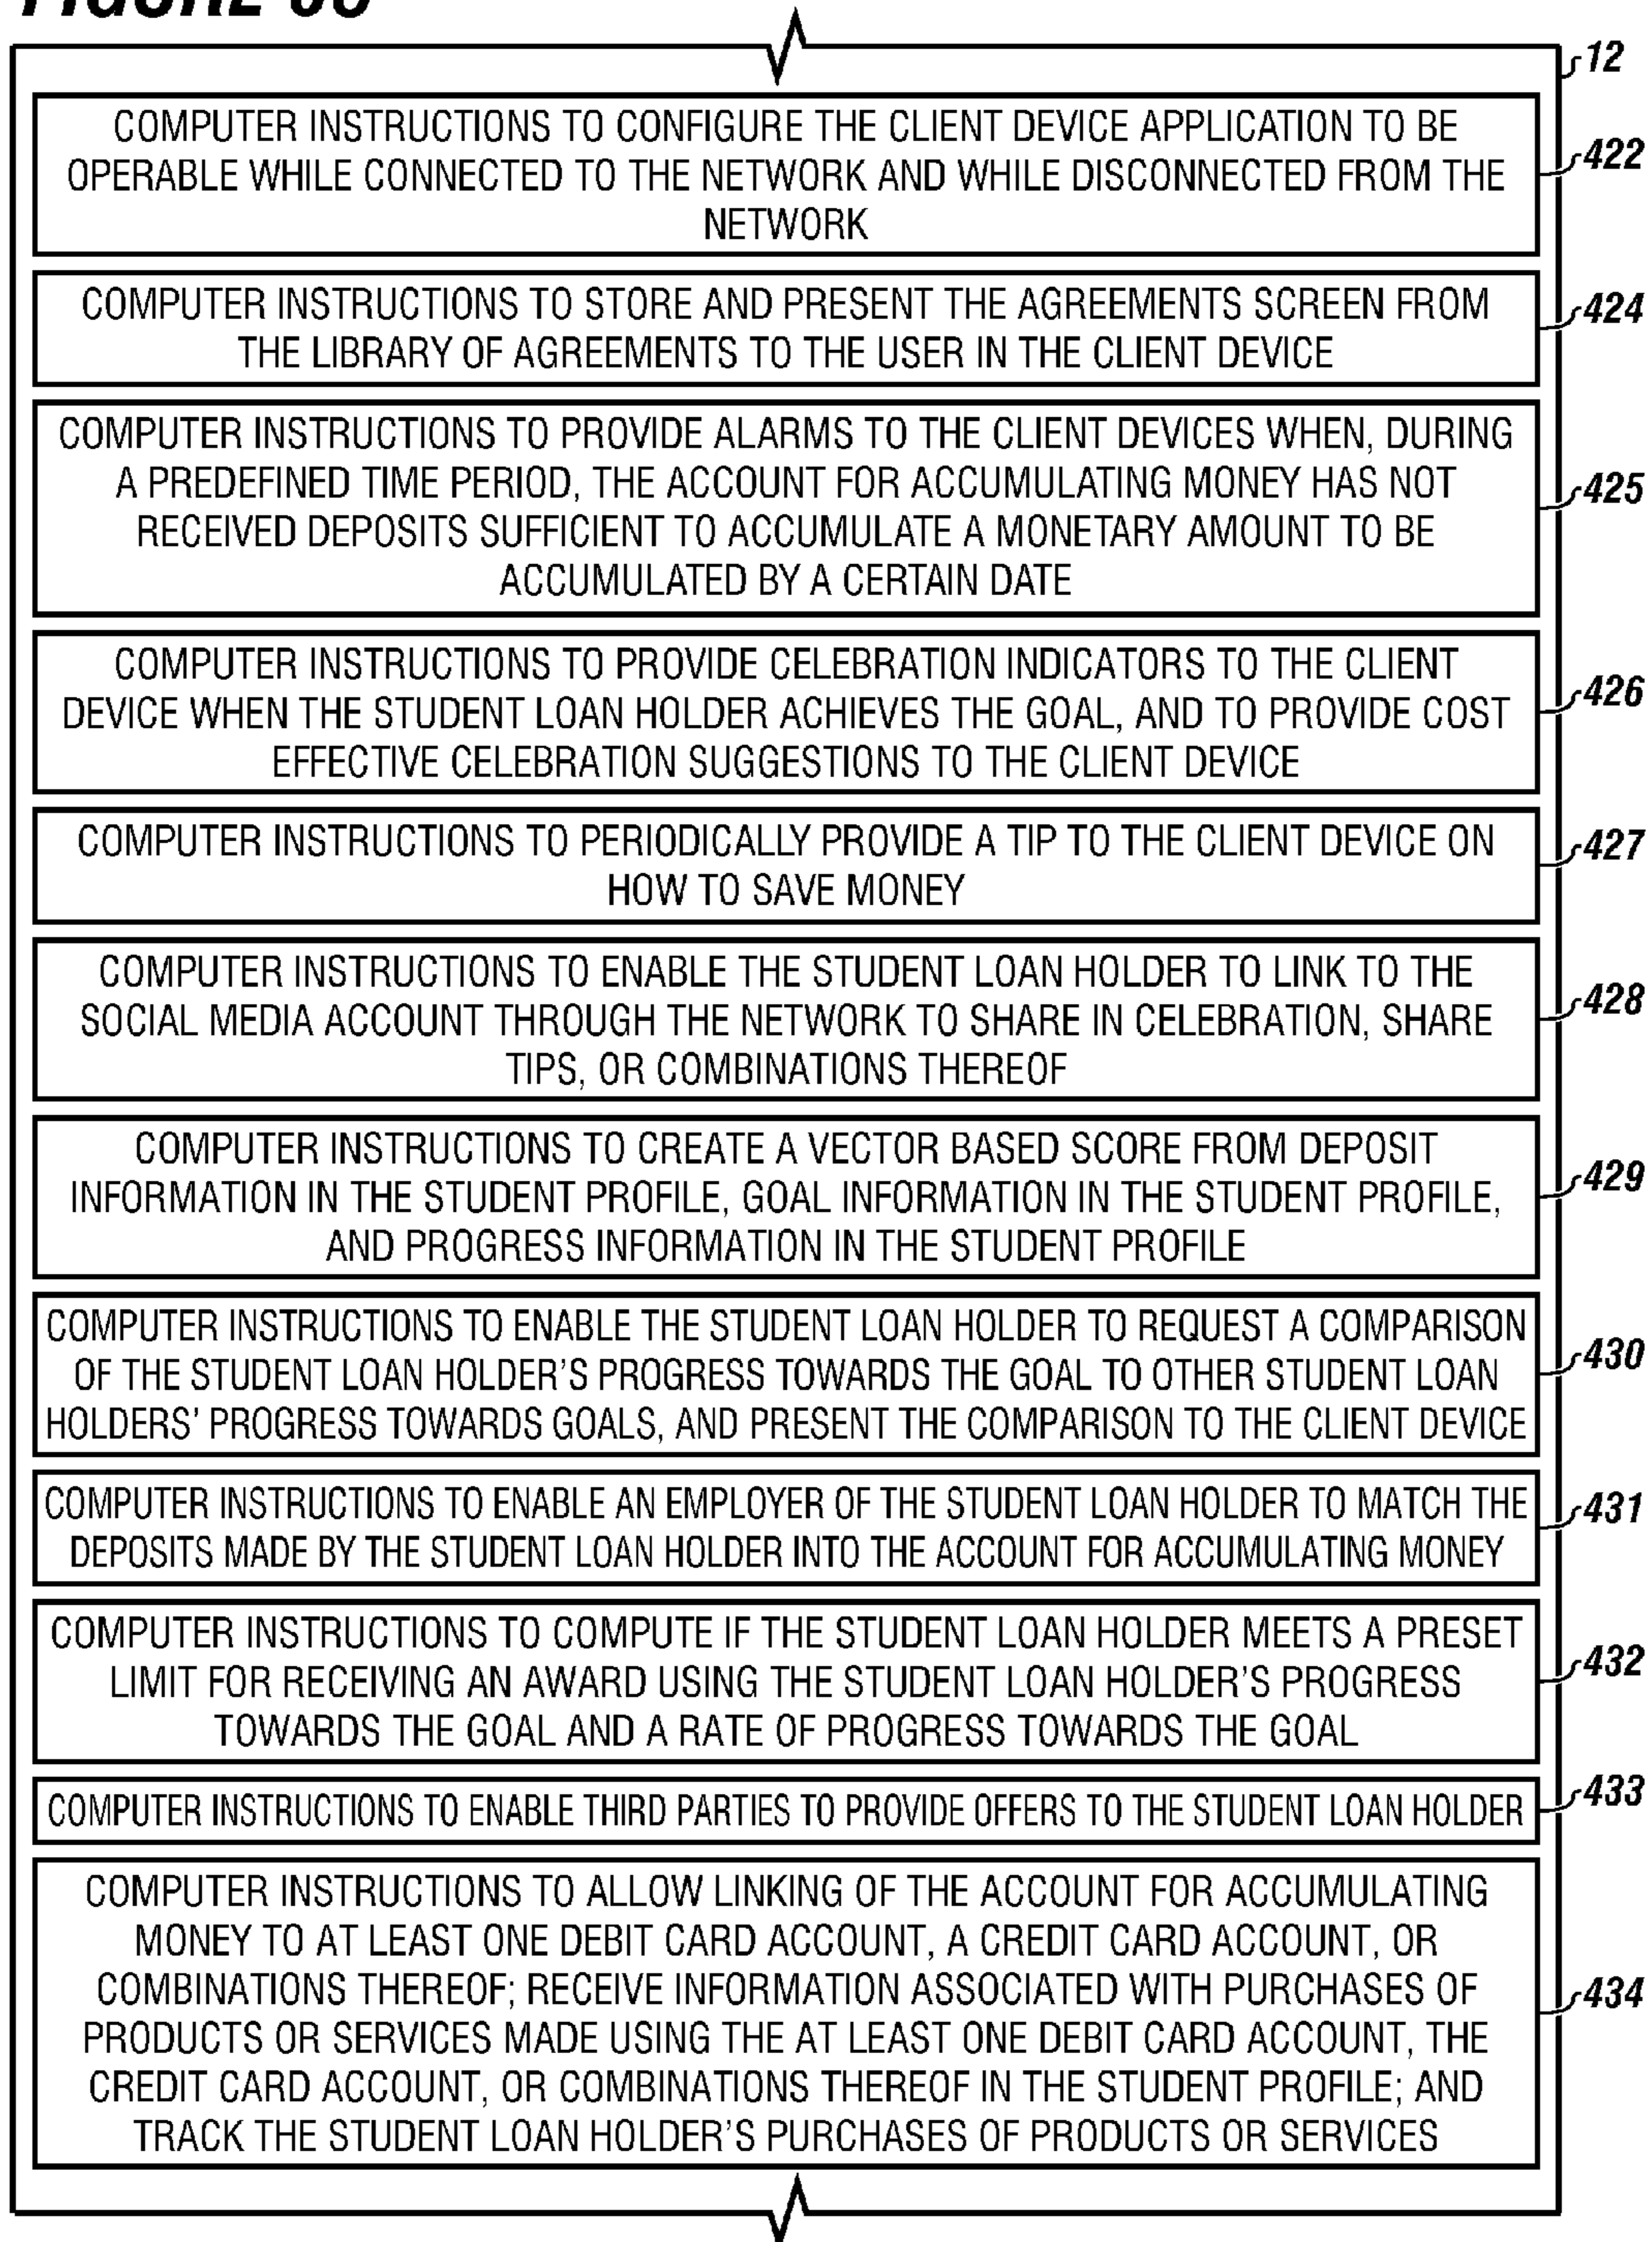 12
COMPUTER INSTRUCTIONS TO CONFIGURE THE CLIENT DEVICE APPLICATION TO BE
OPERABLE WHILE CONNECTED TO THE NETWORK AND WHILE DISCONNECTED FROM THE
NETWORK
422
COMPUTER INSTRUCTIONS TO STORE AND PRESENT THE AGREEMENTS SCREEN FROM
THE LIBRARY OF AGREEMENTS TO THE USER IN THE CLIENT DEVICE
424
COMPUTER INSTRUCTIONS TO PROVIDE ALARMS TO THE CLIENT DEVICES WHEN, DURING
A PREDEFINED TIME PERIOD, THE ACCOUNT FOR ACCUMULATING MONEY HAS NOT
RECEIVED DEPOSITS SUFFICIENT TO ACCUMULATE A MONETARY AMOUNT TO BE
ACCUMULATED BY A CERTAIN DATE
425
COMPUTER INSTRUCTIONS TO PROVIDE CELEBRATION INDICATORS TO THE CLIENT
DEVICE WHEN THE STUDENT LOAN HOLDER ACHIEVES THE GOAL, AND TO PROVIDE COST
EFFECTIVE CELEBRATION SUGGESTIONS TO THE CLIENT DEVICE
426
COMPUTER INSTRUCTIONS TO PERIODICALLY PROVIDE A TIP TO THE CLIENT DEVICE ON
HOW TO SAVE MONEY
427
COMPUTER INSTRUCTIONS TO ENABLE THE STUDENT LOAN HOLDER TO LINK TO THE
SOCIAL MEDIA ACCOUNT THROUGH THE NETWORK TO SHARE IN CELEBRATION, SHARE
TIPS, OR COMBINATIONS THEREOF
428
COMPUTER INSTRUCTIONS TO CREATE A VECTOR BASED SCORE FROM DEPOSIT
INFORMATION IN THE STUDENT PROFILE, GOAL INFORMATION IN THE STUDENT PROFILE,
AND PROGRESS INFORMATION IN THE STUDENT PROFILE
429
COMPUTER INSTRUCTIONS TO ENABLE THE STUDENT LOAN HOLDER TO REQUEST A COMPARISON
OF THE STUDENT LOAN HOLDER'S PROGRESS TOWARDS THE GOAL TO OTHER STUDENT LOAN
HOLDERS' PROGRESS TOWARDS GOALS, AND PRESENT THE COMPARISON TO THE CLIENT DEVICE
430
COMPUTER INSTRUCTIONS TO ENABLE AN EMPLOYER OF THE STUDENT LOAN HOLDER TO MATCH THE
DEPOSITS MADE BY THE STUDENT LOAN HOLDER INTO THE ACCOUNT FOR ACCUMULATING MONEY
431
COMPUTER INSTRUCTIONS TO COMPUTE IF THE STUDENT LOAN HOLDER MEETS A PRESET
LIMIT FOR RECEIVING AN AWARD USING THE STUDENT LOAN HOLDER'S PROGRESS
TOWARDS THE GOAL AND A RATE OF PROGRESS TOWARDS THE GOAL
432
COMPUTER INSTRUCTIONS TO ENABLE THIRD PARTIES TO PROVIDE OFFERS TO THE STUDENT LOAN HOLDER
433
COMPUTER INSTRUCTIONS TO ALLOW LINKING OF THE ACCOUNT FOR ACCUMULATING
MONEY TO AT LEAST ONE DEBIT CARD ACCOUNT, A CREDIT CARD ACCOUNT, OR
COMBINATIONS THEREOF; RECEIVE INFORMATION ASSOCIATED WITH PURCHASES OF
PRODUCTS OR SERVICES MADE USING THE AT LEAST ONE DEBIT CARD ACCOUNT, THE
CREDIT CARD ACCOUNT, OR COMBINATIONS THEREOF IN THE STUDENT PROFILE; AND
TRACK THE STUDENT LOAN HOLDER'S PURCHASES OF PRODUCTS OR SERVICES
434